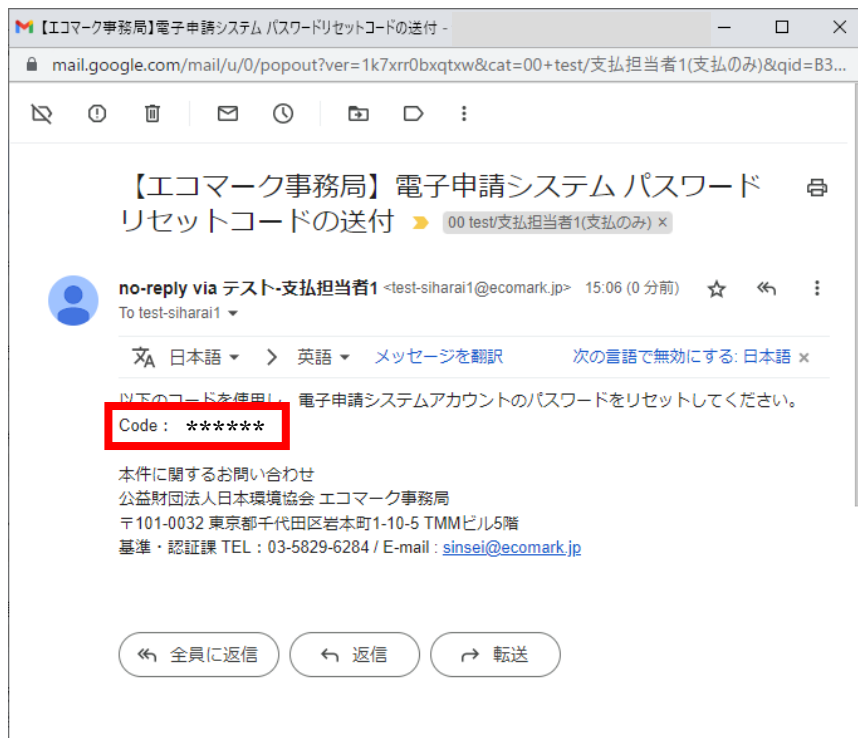 【エコマーク事務局】電子申請システム パスワードリセットコードの送付 -
mail.google.com/mail/u/0/popout?ver=1k7xrr0bxqtxw&cat=00+test/支払担当者1(支払のみ)&qid=B3...
【エコマーク事務局】電子申請システム パスワード
リセットコードの送付 00 test/支払担当者1(支払のみ) ×
no-reply via テスト-支払担当者1 <test-siharai1@ecomark.jp> 15:06 (0 分前)
To test-siharai1
日本語 > 英語 メッセージを翻訳 次の言語で無効にする: 日本語 ×
以下のコードを使用し、電子申請システムアカウントのパスワードをリセットしてください。
Code： ******
本件に関するお問い合わせ
公益財団法人日本環境協会 エコマーク事務局
〒101-0032 東京都千代田区岩本町1-10-5 TMMビル5階
基準・認証課 TEL：03-5829-6284 / E-mail : sinsei@ecomark.jp
全員に返信 返信 転送